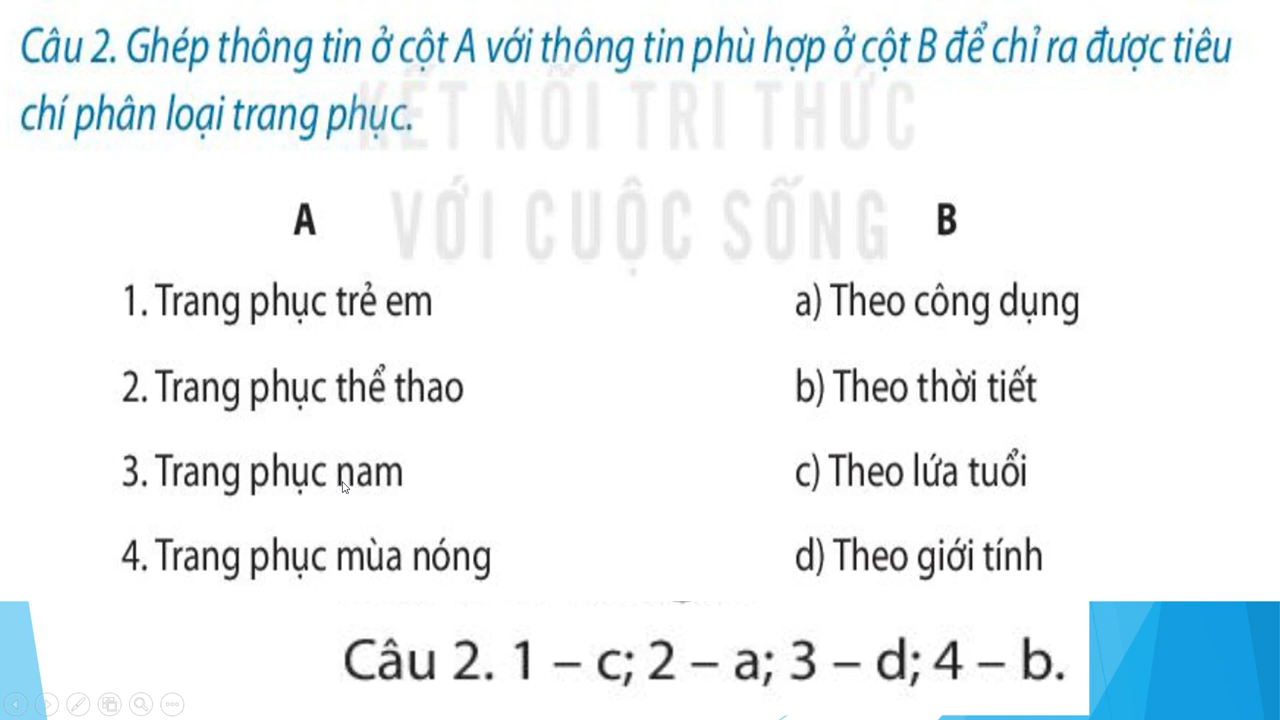 Câu 2. Ghép thông tin ở cột A với thông tin phù hợp ở cột B để chỉ ra được tiêu
chí phân loại trang phục.
KẾT NỐI TRI THỨC
VỚI CUỘC SỐNG
A B
1. Trang phục trẻ em a) Theo công dụng
2. Trang phục thể thao b) Theo thời tiết
3. Trang phục nam c) Theo lứa tuổi
4. Trang phục mùa nóng d) Theo giới tính
Câu 2. 1 – c; 2 – a; 3 – d; 4 – b.